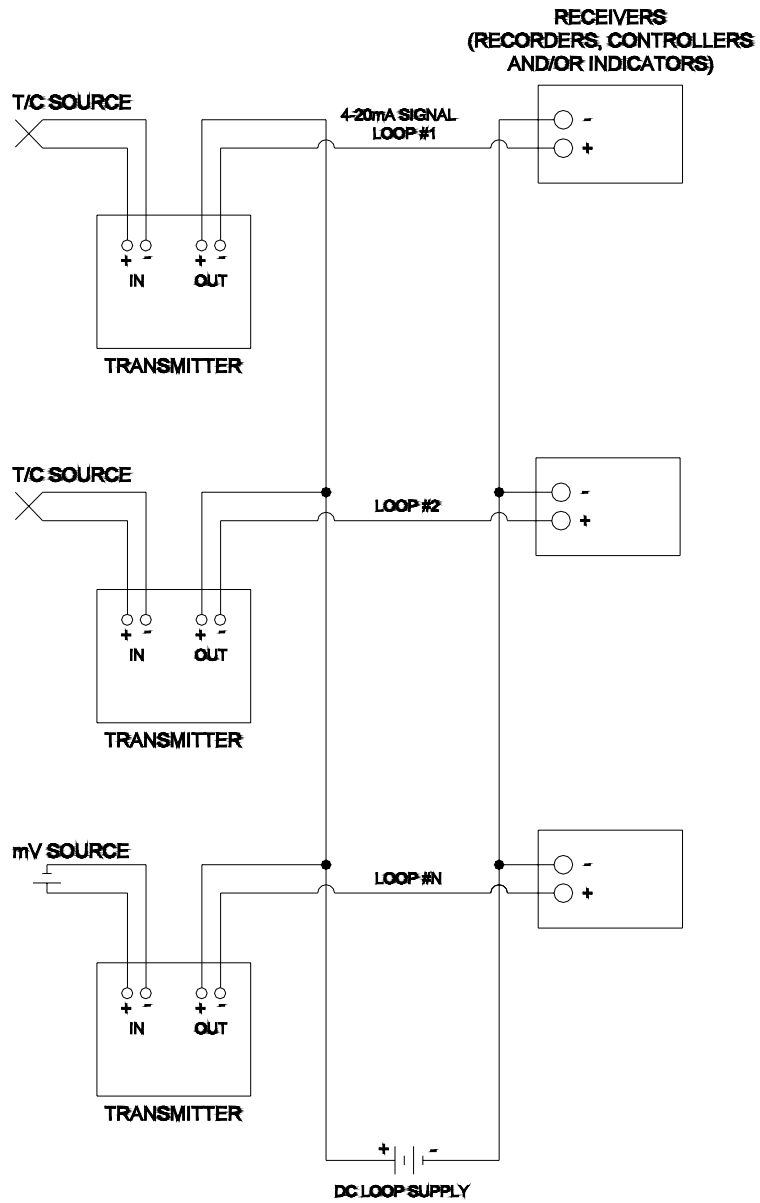 RECEIVERS
(RECORDERS, CONTROLLERS
AND/OR INDICATORS)
T/C SOURCE
4-20mA SIGNAL
LOOP #1
-
+
+ - + -
IN OUT
TRANSMITTER
T/C SOURCE
LOOP #2
-
+
+ - + -
IN OUT
TRANSMITTER
mV SOURCE
LOOP #N
-
+
+ - + -
IN OUT
TRANSMITTER
+ -
DC LOOP SUPPLY